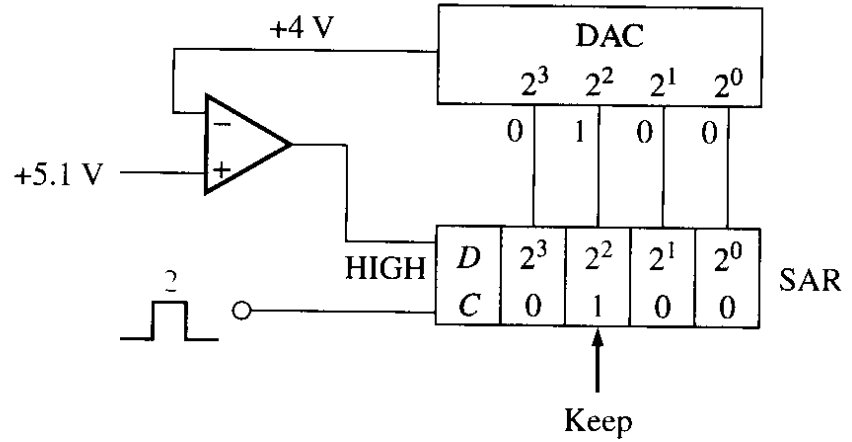 +4 V
DAC
2³ 2² 2¹ 2⁰
0 1 0 0
−
+
+5.1 V
HIGH
D 2³ 2² 2¹ 2⁰
C 0 1 0 0
SAR
2
Keep